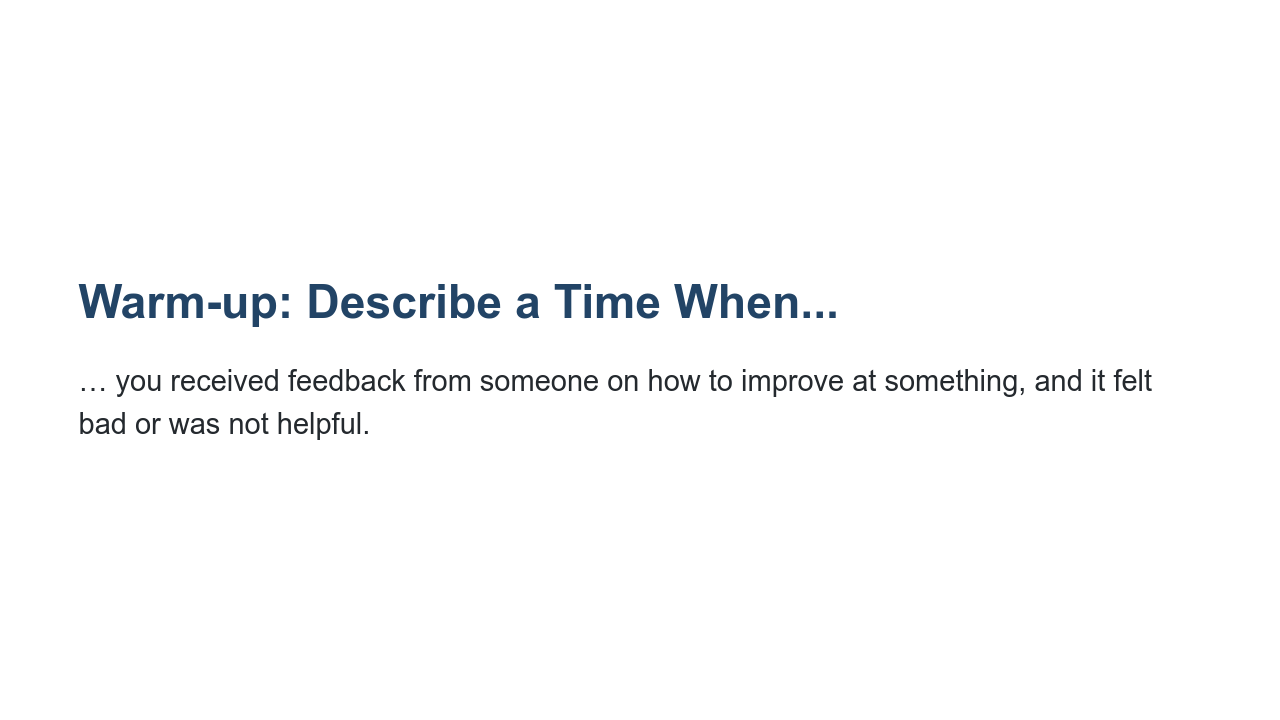 Warm-up: Describe a Time When...
… you received feedback from someone on how to improve at something, and it felt
bad or was not helpful.